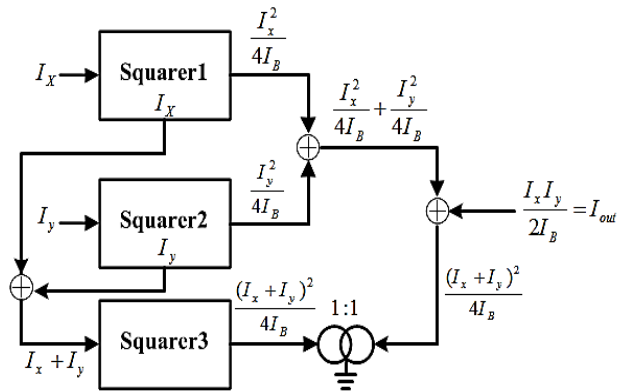 I_X
Squarer1
I_X
I_x^2/4I_B
I_x^2/4I_B + I_y^2/4I_B
I_y
Squarer2
I_y
I_y^2/4I_B
I_xI_y/2I_B = I_out
I_x + I_y
Squarer3
(I_x + I_y)^2/4I_B
1:1
(I_x + I_y)^2/4I_B